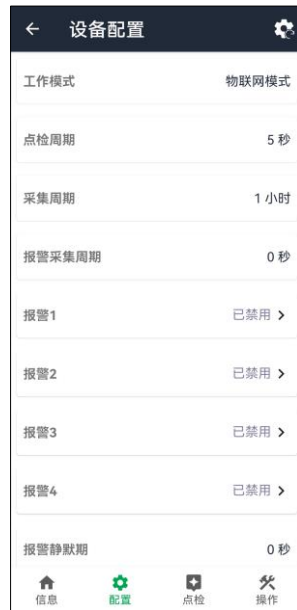 设备配置
工作模式 物联网模式
点检周期 5 秒
采集周期 1 小时
报警采集周期 0 秒
报警1 已禁用
报警2 已禁用
报警3 已禁用
报警4 已禁用
报警静默期 0 秒
信息 配置 点检 操作